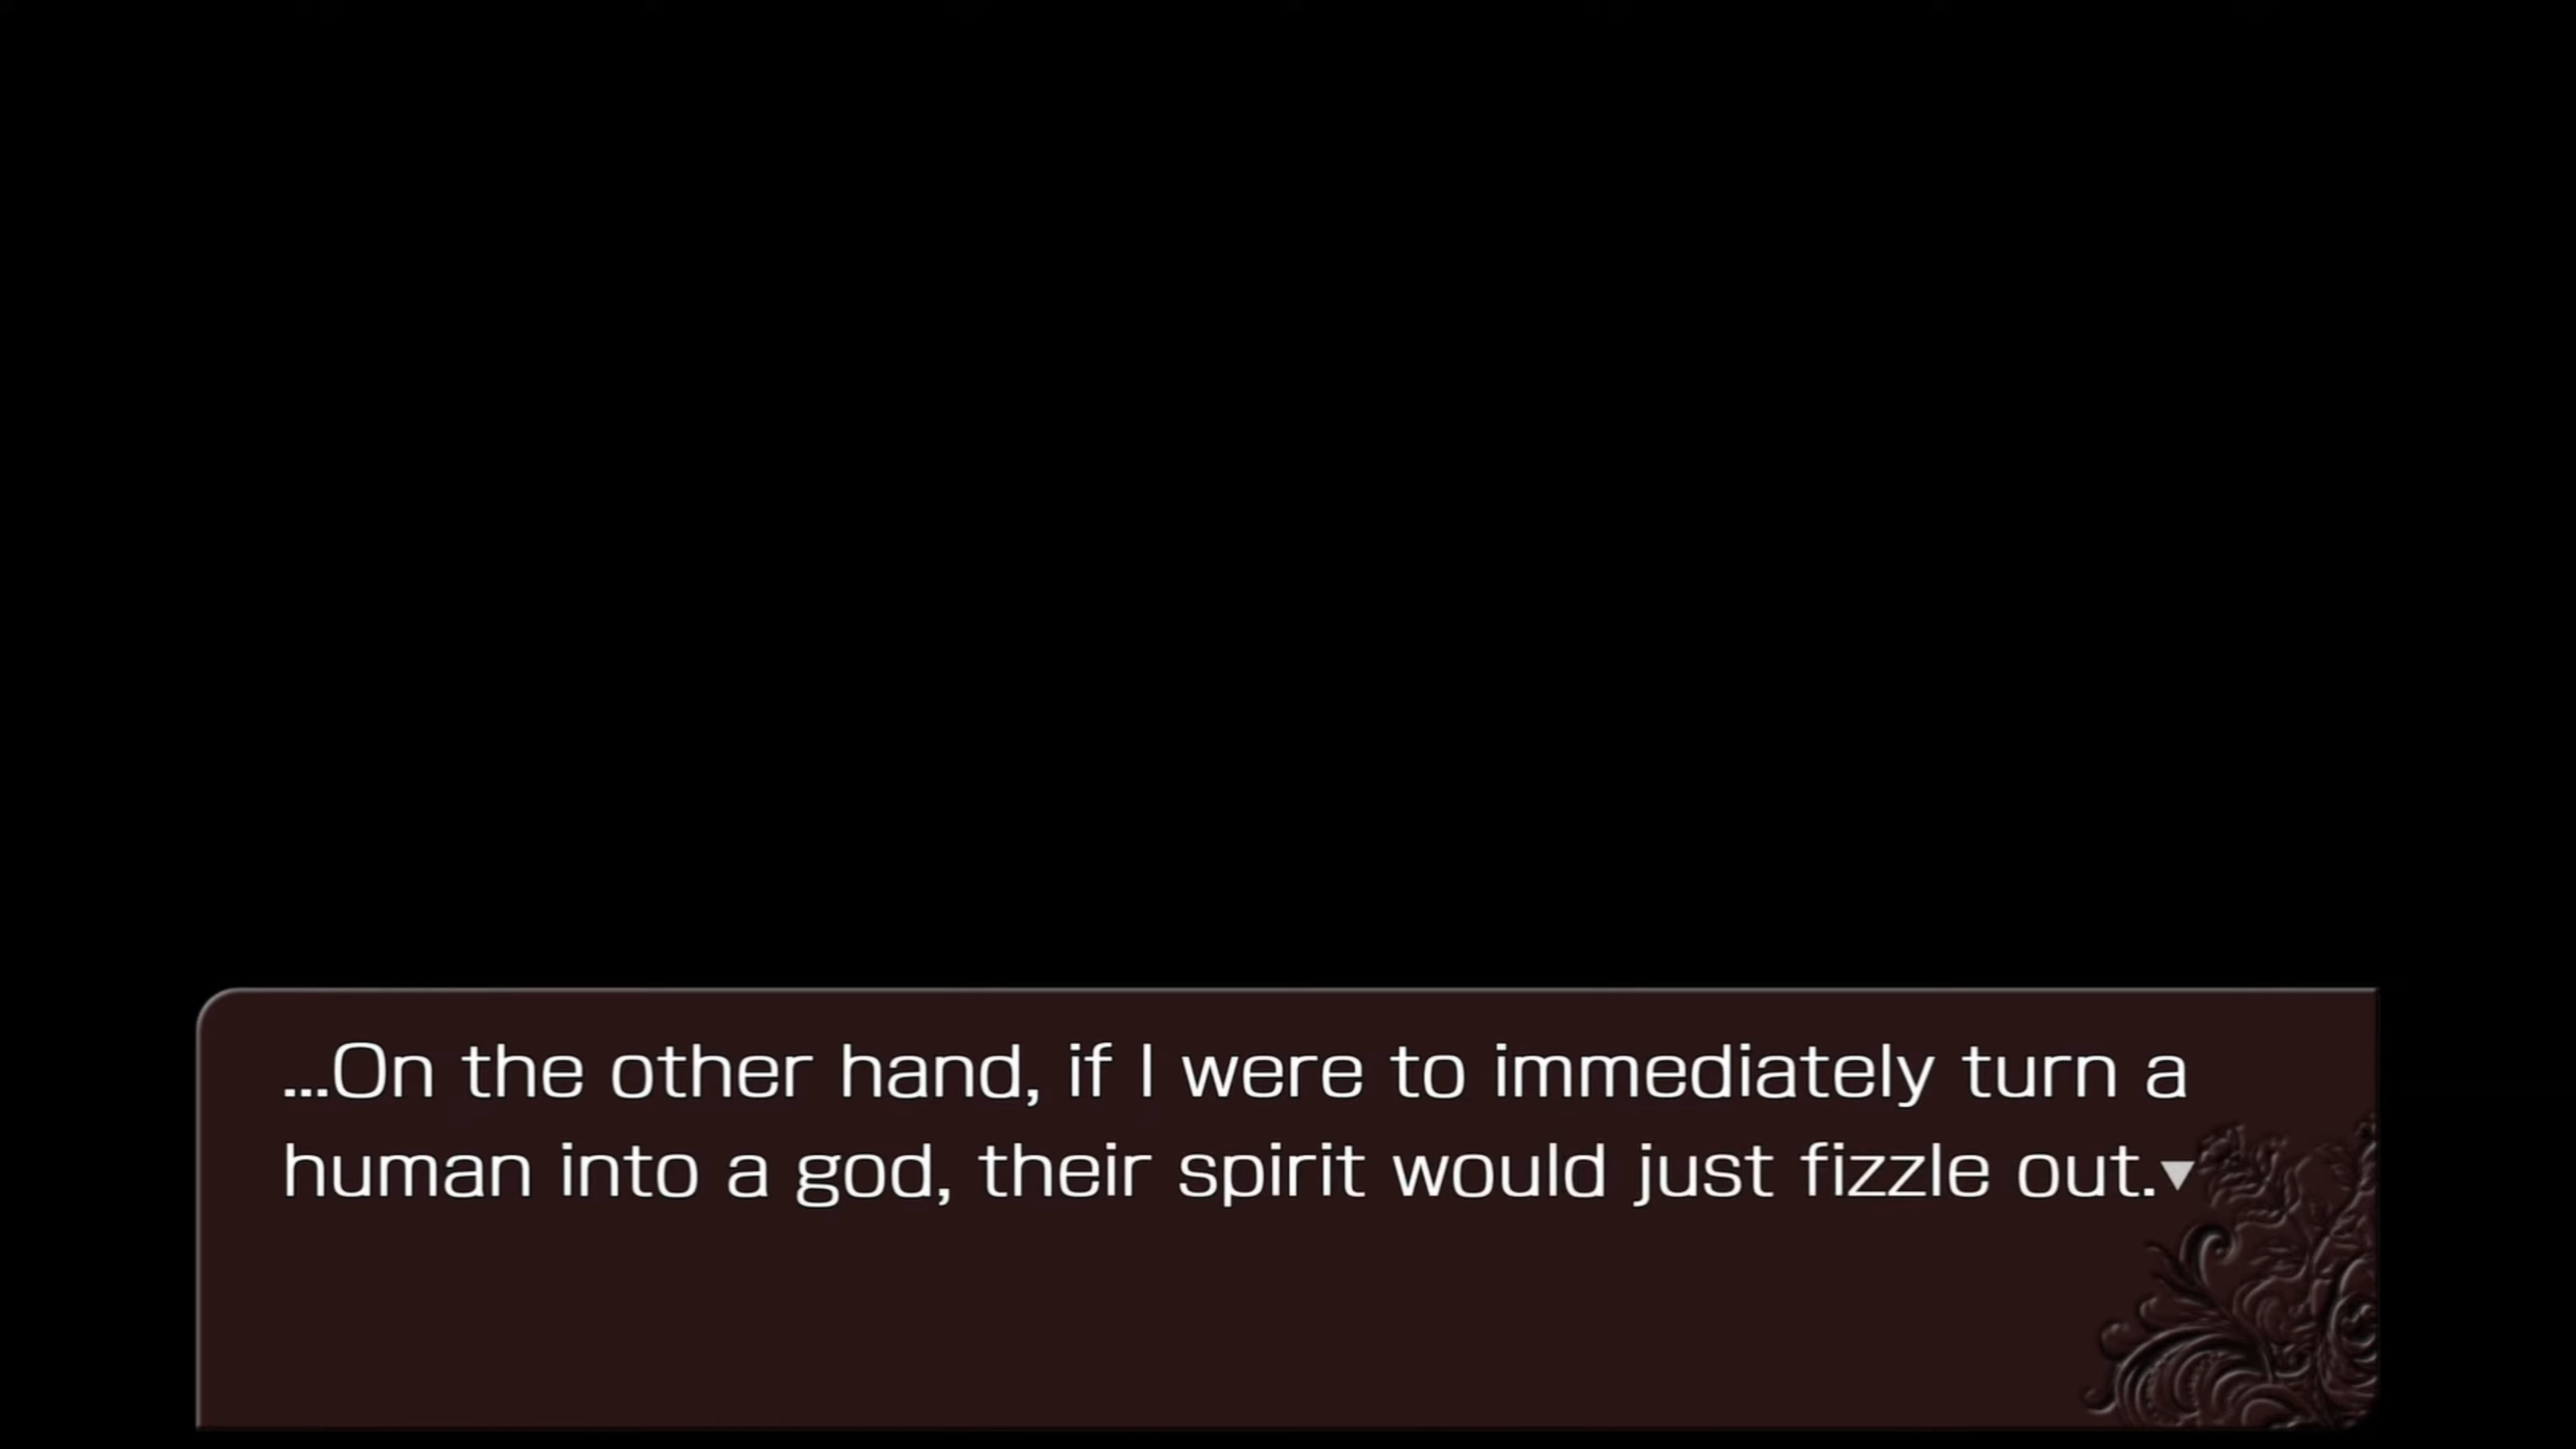 ...On the other hand, if I were to immediately turn a
human into a god, their spirit would just fizzle out.